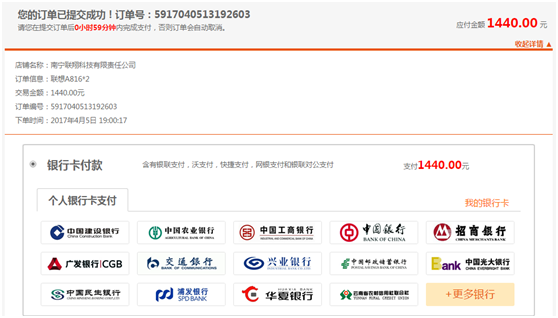 您的订单已提交成功！订单号：5917040513192603
应付金额 1440.00 元
请您在提交订单后0小时59分钟内完成支付，否则订单会自动取消。
收起详情 ▲
店铺名称：南宁联翔科技有限责任公司
订单信息：联想A816*2
交易金额：1440.00元
订单编号：5917040513192603
下单时间：2017年4月5日 19:00:17
银行卡付款 含有银联支付，沃支付，快捷支付，网银支付和银联对公支付 支付1440.00元
个人银行卡支付 我的银行卡
中国建设银行 China Construction Bank
中国农业银行 AGRICULTURAL BANK OF CHINA
中国工商银行
中国银行 BANK OF CHINA
招商银行 CHINA MERCHANTS BANK
广发银行|CGB
交通银行 BANK OF COMMUNICATIONS
兴业银行
中国邮政储蓄银行 POSTAL SAVINGS BANK OF CHINA
Bank 中国光大银行 CHINA EVERBRIGHT BANK
中国民生银行
浦发银行 SPD BANK
HUAXIA BANK 华夏银行
云南省农村信用社 YUNNAN RURAL CREDIT UNION
+更多银行